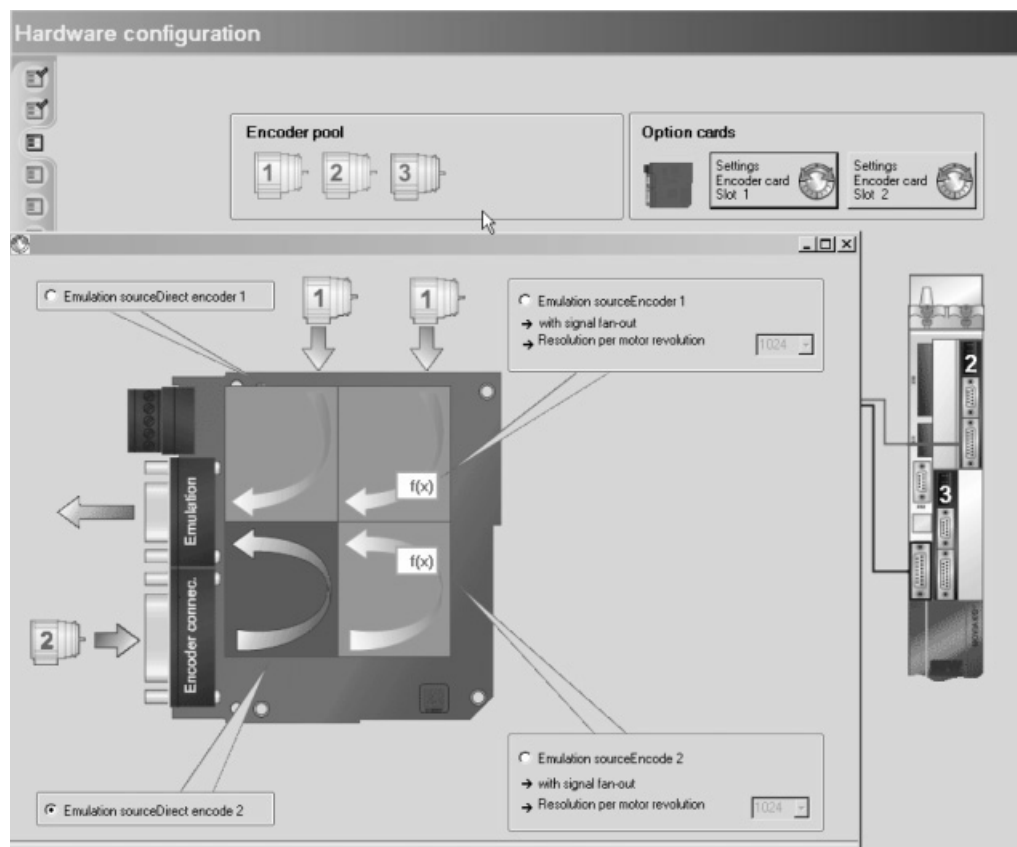 Hardware configuration
Encoder pool
1
2
3
Option cards
Settings
Encoder card
Slot 1
Settings
Encoder card
Slot 2
Emulation sourceDirect encoder 1
1
1
Emulation sourceEncoder 1
→ with signal fan-out
→ Resolution per motor revolution
1024
2
3
Emulation
Encoder connec.
f(x)
f(x)
2
Emulation sourceDirect encode 2
Emulation sourceEncode 2
→ with signal fan-out
→ Resolution per motor revolution
1024